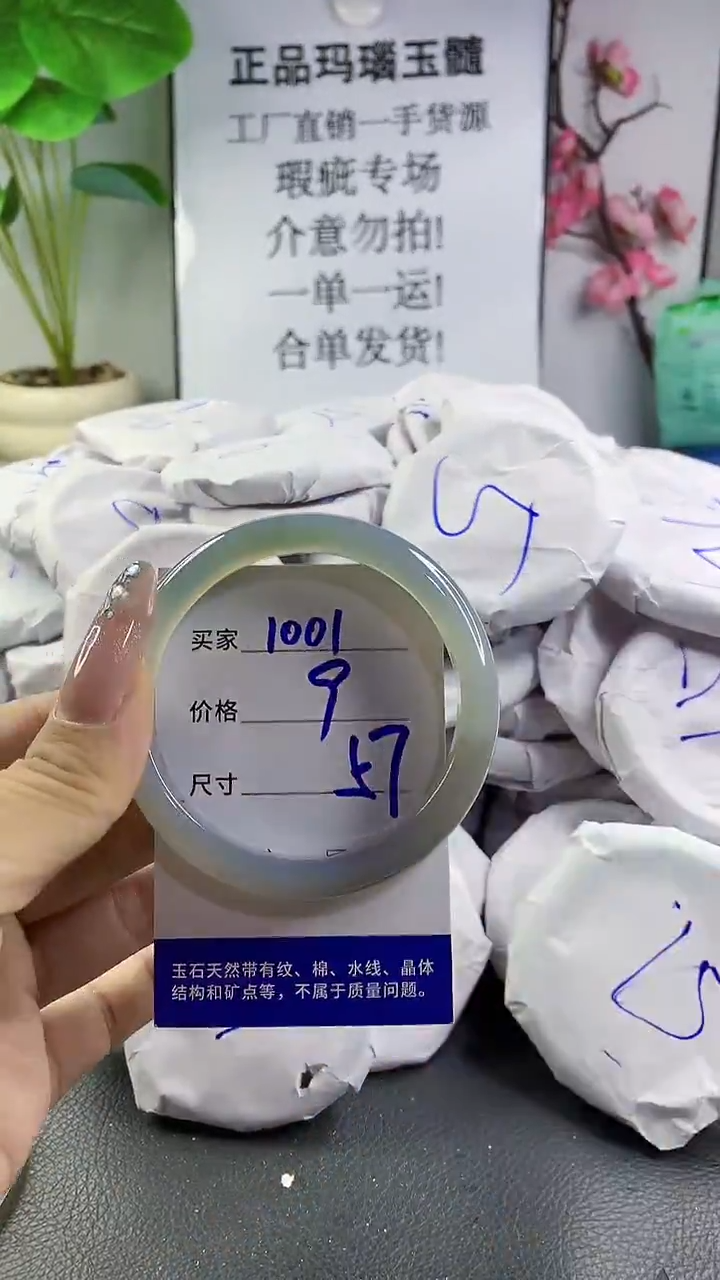 正品玛瑙玉髓
工厂直销一手货源
瑕疵专场
介意勿拍!
一单一运!
合单发货!
买家 1001
价格 9
尺寸 57
玉石天然带有纹、棉、水线、晶体
结构和矿点等，不属于质量问题。